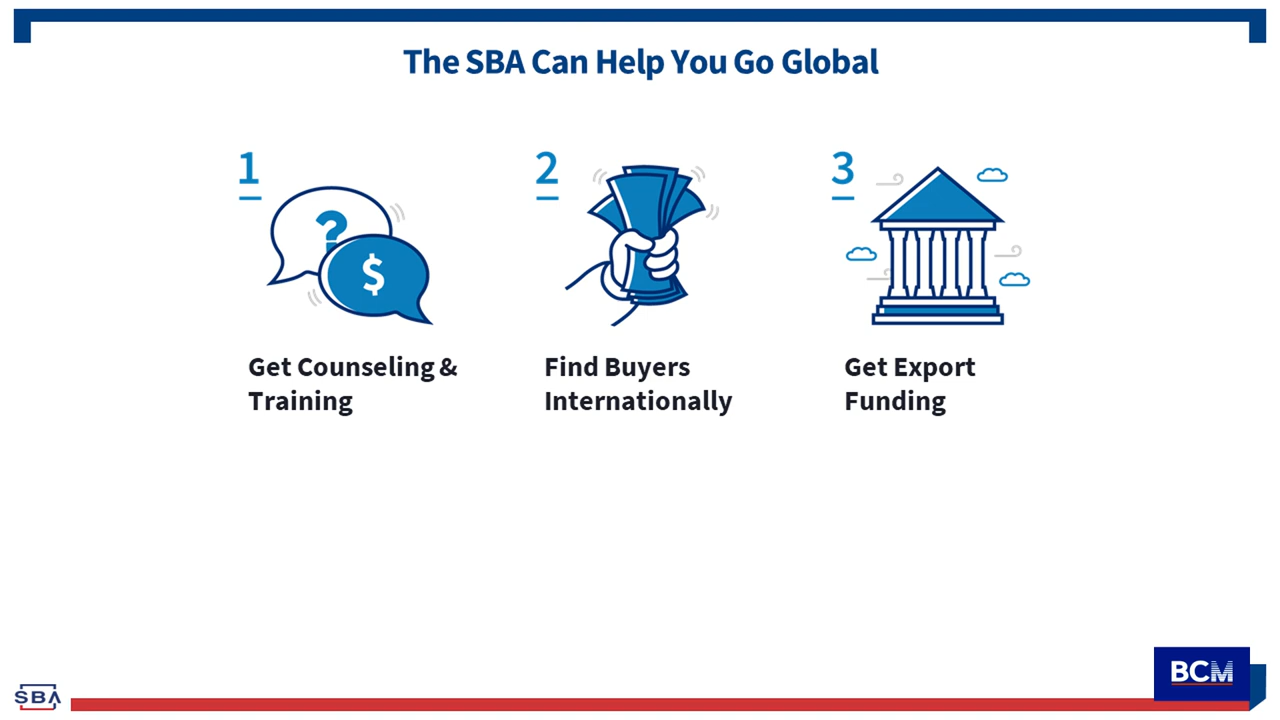 The SBA Can Help You Go Global
1
2
3
?
$
Get Counseling &
Training
Find Buyers
Internationally
Get Export
Funding
SBA
BCM